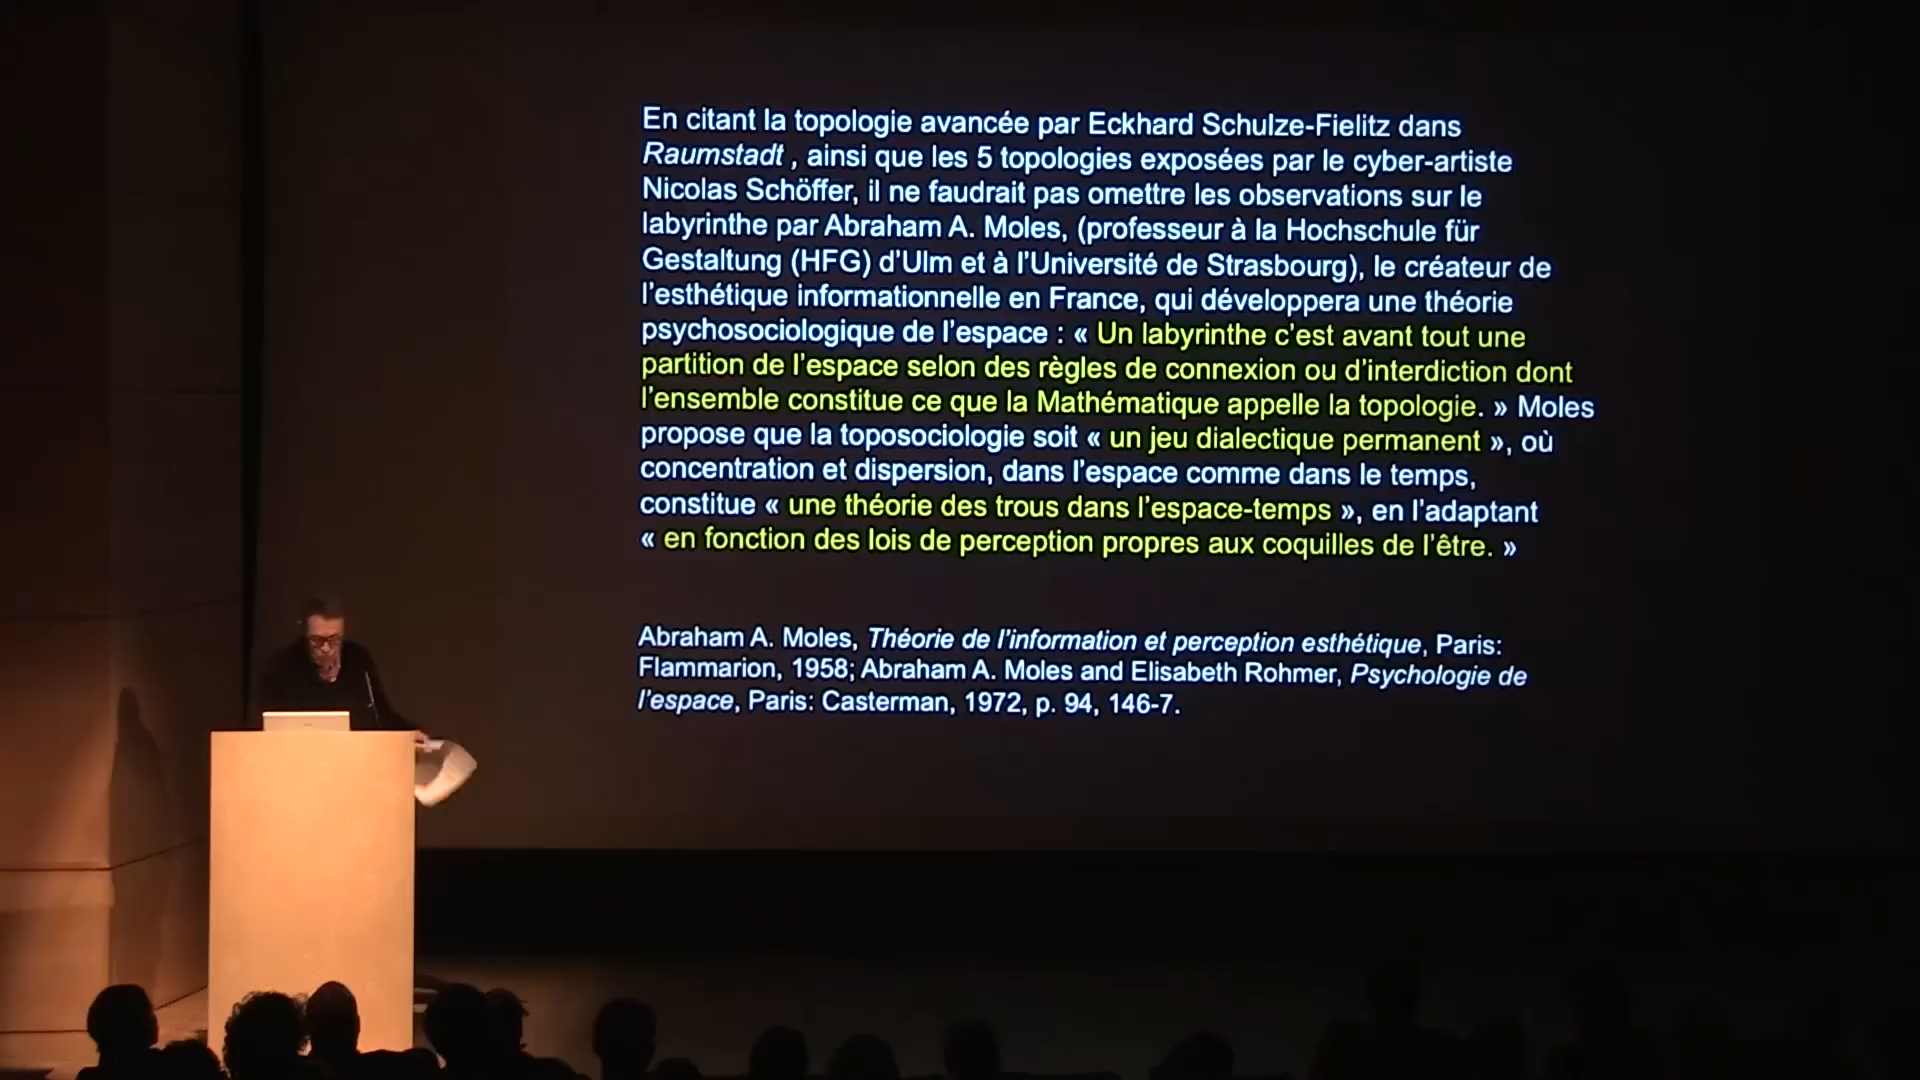 En citant la topologie avancée par Eckhard Schulze-Fielitz dans
Raumstadt , ainsi que les 5 topologies exposées par le cyber-artiste
Nicolas Schöffer, il ne faudrait pas omettre les observations sur le
labyrinthe par Abraham A. Moles, (professeur à la Hochschule für
Gestaltung (HFG) d'Ulm et à l'Université de Strasbourg), le créateur de
l'esthétique informationnelle en France, qui développera une théorie
psychosociologique de l'espace : « Un labyrinthe c'est avant tout une
partition de l'espace selon des règles de connexion ou d'interdiction dont
l'ensemble constitue ce que la Mathématique appelle la topologie. » Moles
propose que la toposociologie soit « un jeu dialectique permanent », où
concentration et dispersion, dans l'espace comme dans le temps,
constitue « une théorie des trous dans l'espace-temps », en l'adaptant
« en fonction des lois de perception propres aux coquilles de l'être. »
Abraham A. Moles, Théorie de l'information et perception esthétique, Paris:
Flammarion, 1958; Abraham A. Moles and Elisabeth Rohmer, Psychologie de
l'espace, Paris: Casterman, 1972, p. 94, 146-7.